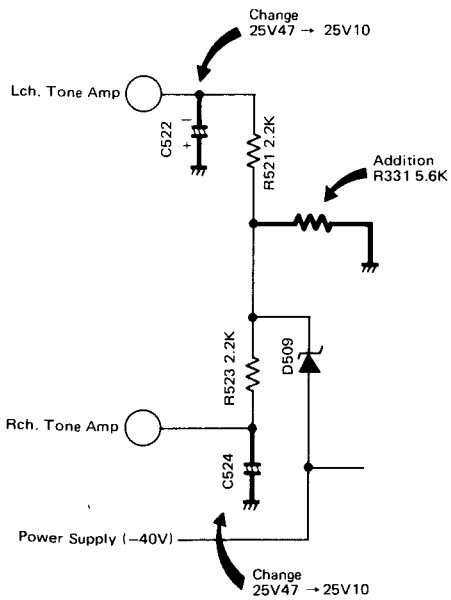 Change
25V47 → 25V10
Lch. Tone Amp
−
+
C522
R521 2.2K
Addition
R331 5.6K
R523 2.2K
D509
Rch. Tone Amp
C524
Power Supply (−40V)
Change
25V47 → 25V10